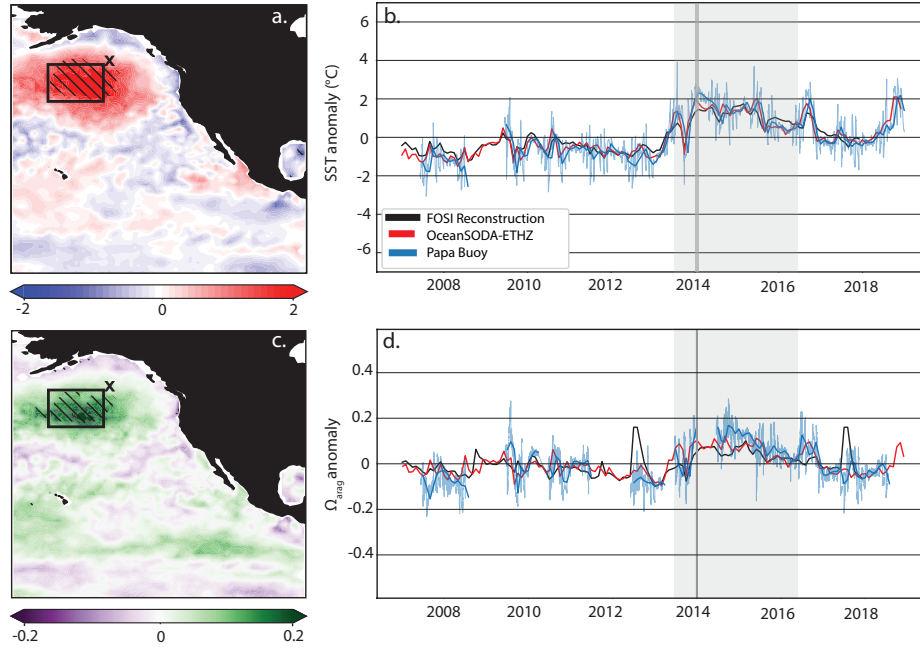 a.
x
-2 0 2
b.
SST anomaly (°C)
6
4
2
0
-2
-4
-6
FOSI Reconstruction
OceanSODA-ETHZ
Papa Buoy
2008 2010 2012 2014 2016 2018
c.
x
-0.2 0 0.2
d.
Ωarag anomaly
0.4
0.2
0
-0.2
-0.4
2008 2010 2012 2014 2016 2018